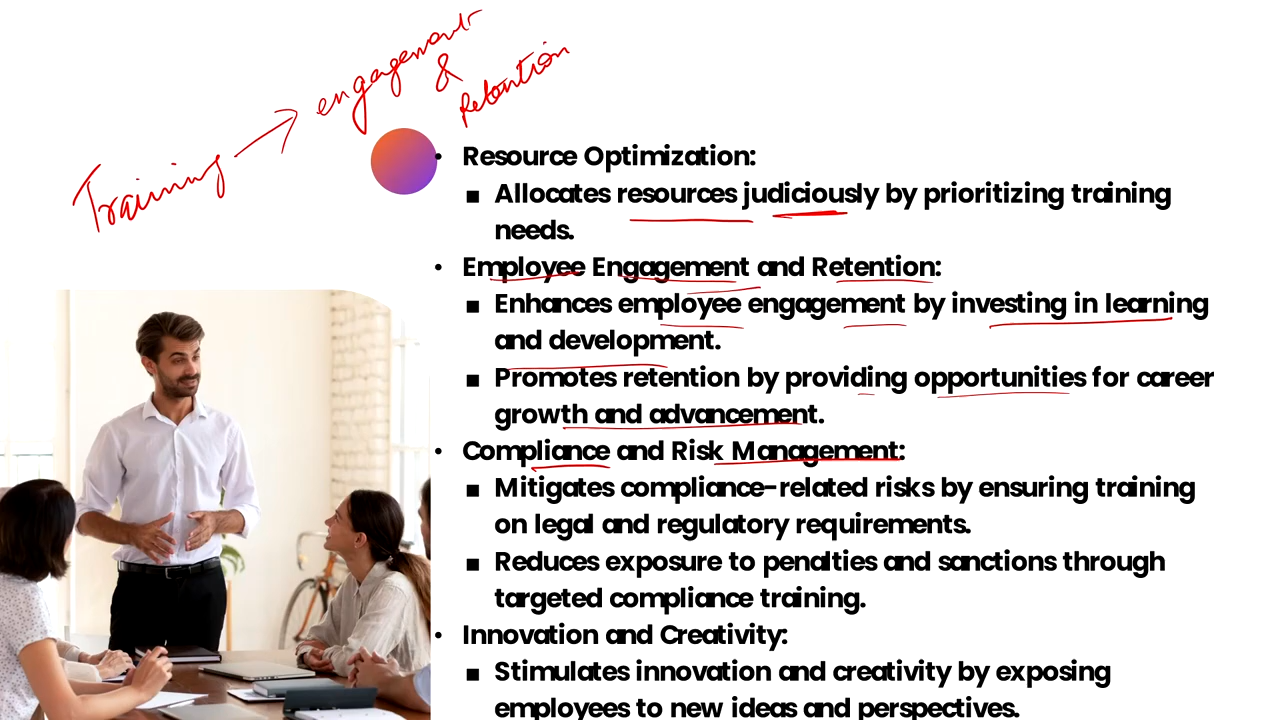 Training → engagement
&
Retention
• Resource Optimization:
▪ Allocates resources judiciously by prioritizing training
needs.
• Employee Engagement and Retention:
▪ Enhances employee engagement by investing in learning
and development.
▪ Promotes retention by providing opportunities for career
growth and advancement.
• Compliance and Risk Management:
▪ Mitigates compliance-related risks by ensuring training
on legal and regulatory requirements.
▪ Reduces exposure to penalties and sanctions through
targeted compliance training.
• Innovation and Creativity:
▪ Stimulates innovation and creativity by exposing
employees to new ideas and perspectives.